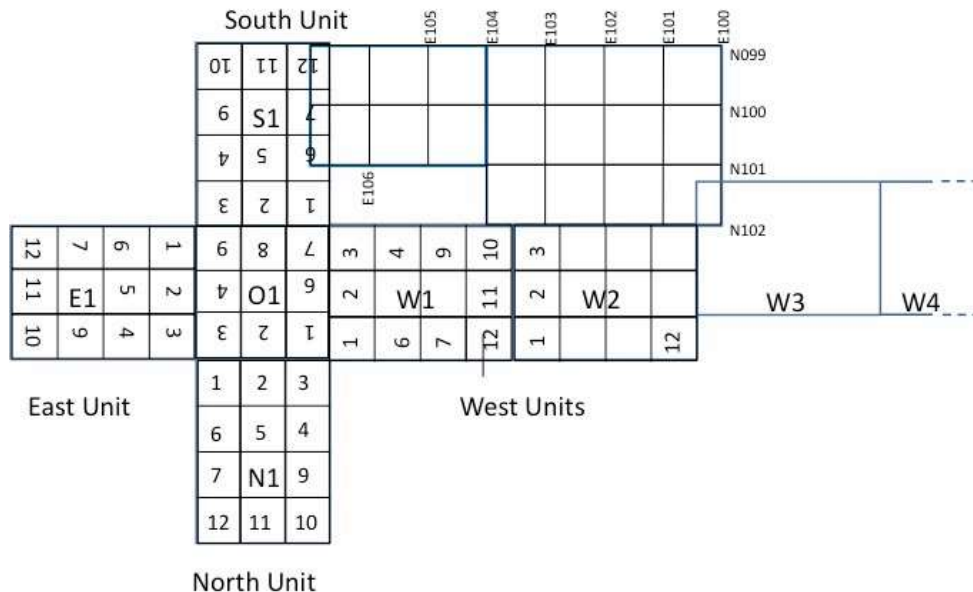 South Unit
E105 E104 E103 E102 E101 E100
N099
10 11 12
9 S1 7
N100
4 5 6
N101
E106
3 2 1
N102
12 7 6 1
9 8 7
3 4 9 10
3
11 E1 5 2
4 O1 6
2 W1 11
2 W2
W3
W4
10 9 4 3
3 2 1
1 6 7 12
1 12
East Unit
West Units
1 2 3
6 5 4
7 N1 9
12 11 10
North Unit